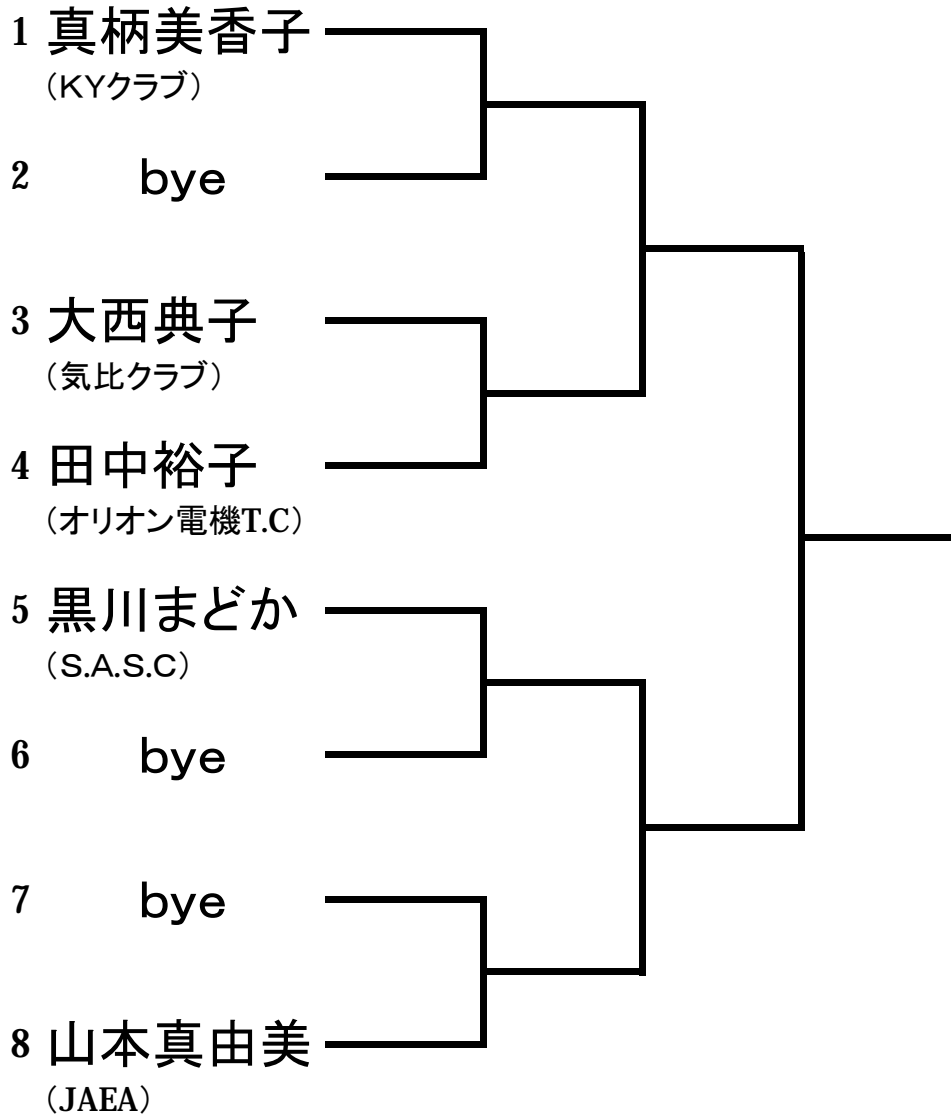 1 真柄美香子
（KYクラブ）
2 bye
3 大西典子
（気比クラブ）
4 田中裕子
（オリオン電機T.C）
5 黒川まどか
（S.A.S.C）
6 bye
7 bye
8 山本真由美
（JAEA）